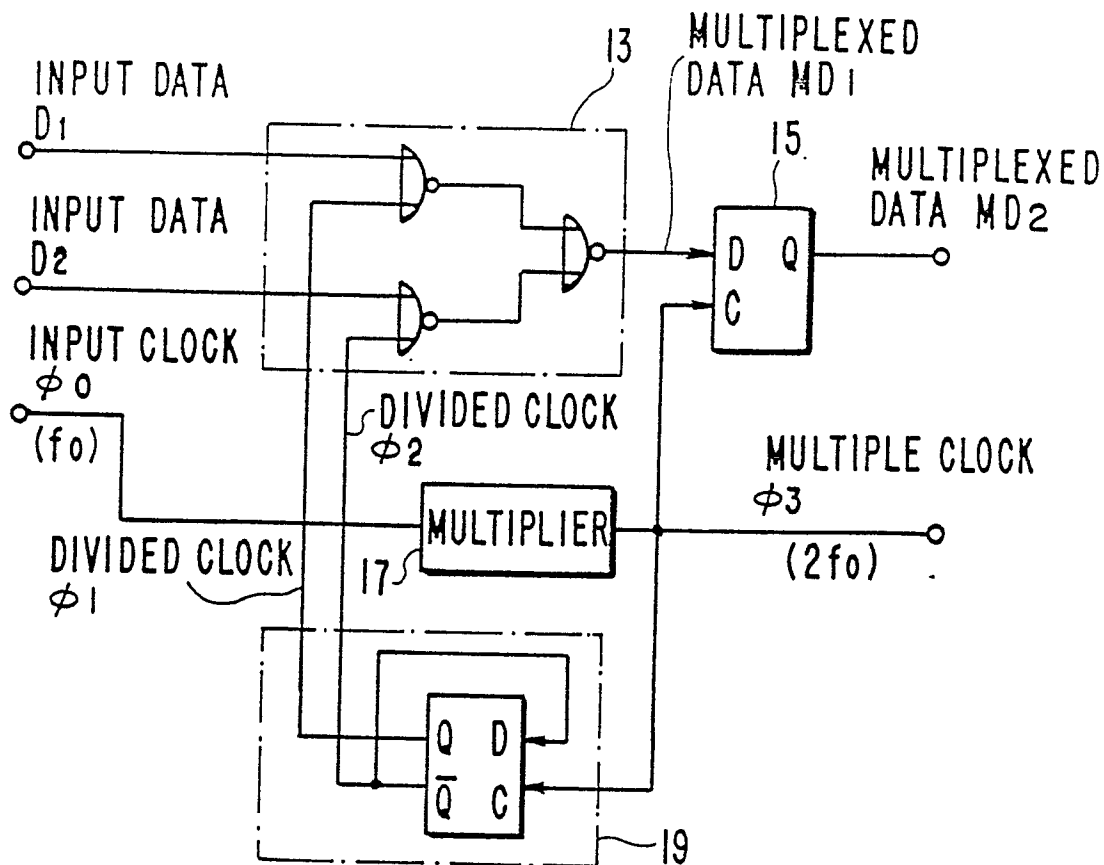 13
MULTIPLEXED
DATA MD1
INPUT DATA
D1
15
MULTIPLEXED
DATA MD2
INPUT DATA
D2
D Q
C
INPUT CLOCK
ϕ0
(fo)
DIVIDED CLOCK
ϕ2
MULTIPLE CLOCK
ϕ3
(2fo)
MULTIPLIER
17
DIVIDED CLOCK
ϕ1
Q D
Q̅ C
19